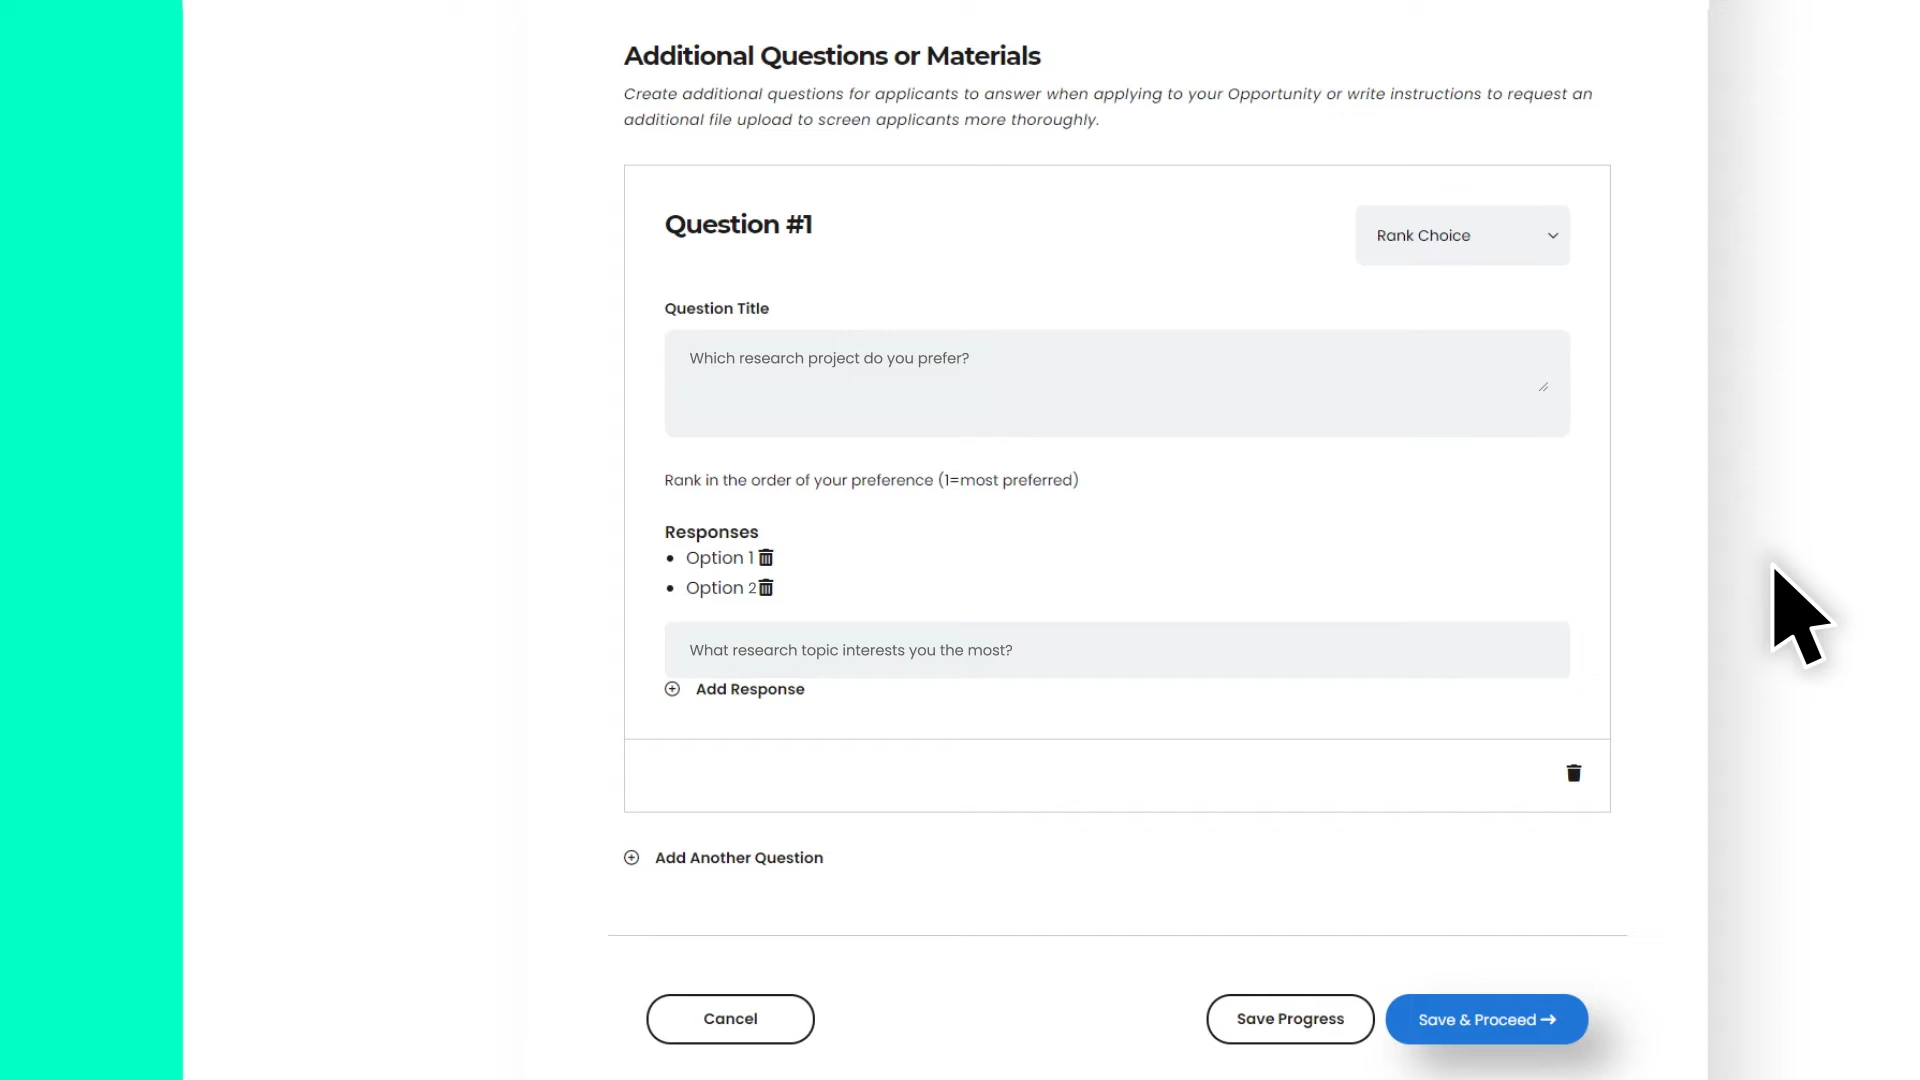 Additional Questions or Materials
Create additional questions for applicants to answer when applying to your Opportunity or write instructions to request an
additional file upload to screen applicants more thoroughly.
Question #1
Rank Choice
Question Title
Which research project do you prefer?
Rank in the order of your preference (1=most preferred)
Responses
Option 1
Option 2
What research topic interests you the most?
Add Response
Add Another Question
Cancel
Save Progress
Save & Proceed